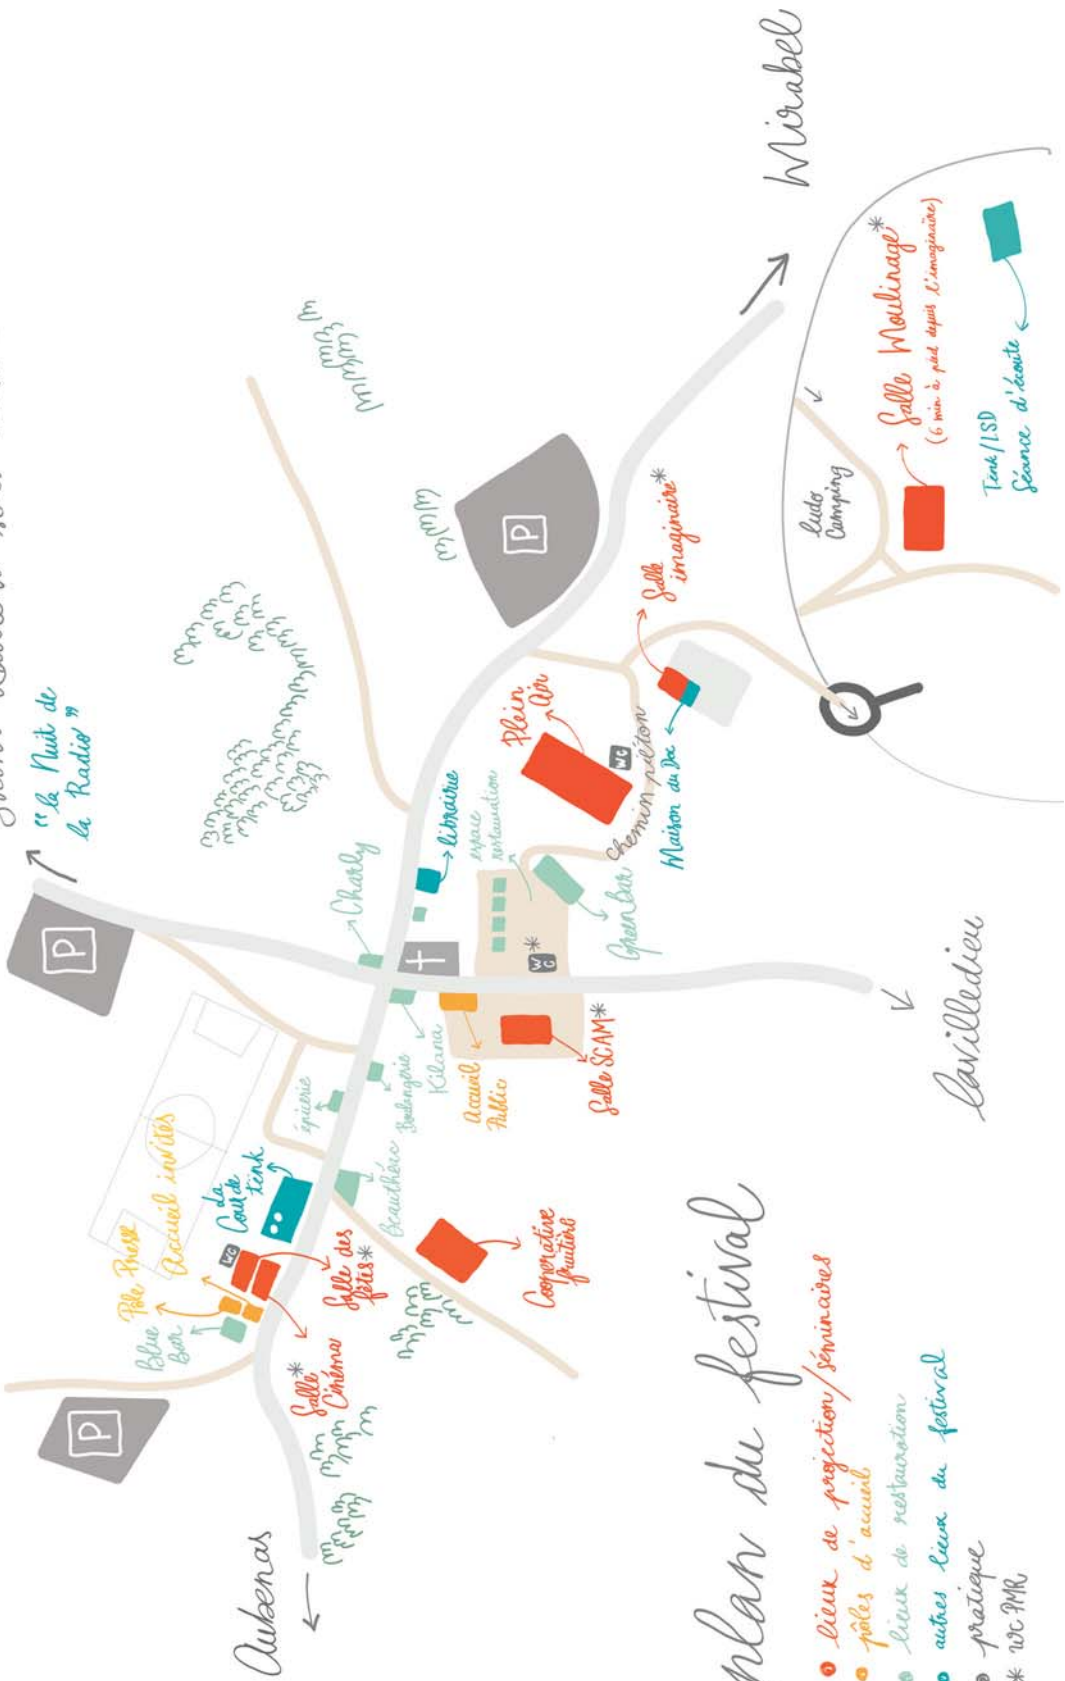 "la Nuit de
la Radio"
P
P
P
Aubenas
Mirabel
Lavilledieu
Blue
Bar
Pôle Presse
Accueil invités
WC
La
Cour de
tënk
Salle*
Cinéma
Salle des
fêtes*
épicerie
Beauthéac
Boulangerie
Kilana
Charly
Accueil
Public
Salle SCAM*
WC*
Coopérative
fruitière
librairie
espace
restauration
Green bar
Plein
Air
WC
chemin piéton
Maison du Doc
Salle
imaginaire*
ludo
Camping
Salle Moulinage*
(6 min à pied depuis l'imaginaire)
Tënk/LSD
Séance d'écoute
plan du festival
lieux de projection/séminaires
pôles d'accueil
lieux de restauration
autres lieux du festival
pratique
* WC PMR